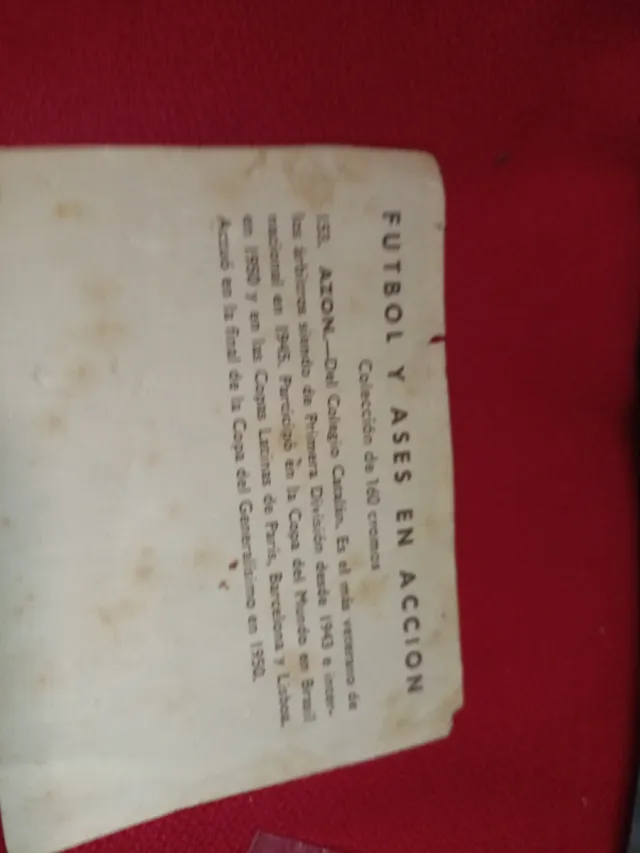 FUTBOL Y ASES EN ACCION
Colección de 160 cromos
153. AZON.—Del Colegio Catalán. Es el más veterano de
los árbitros siendo de Primera División desde 1943 e inter-
nacional en 1945. Participó en la Copa del Mundo en Brasil
en 1950 y en las Copas Latinas de París, Barcelona y Lisboa.
Actuó en la final de la Copa del Generalísimo en 1950.